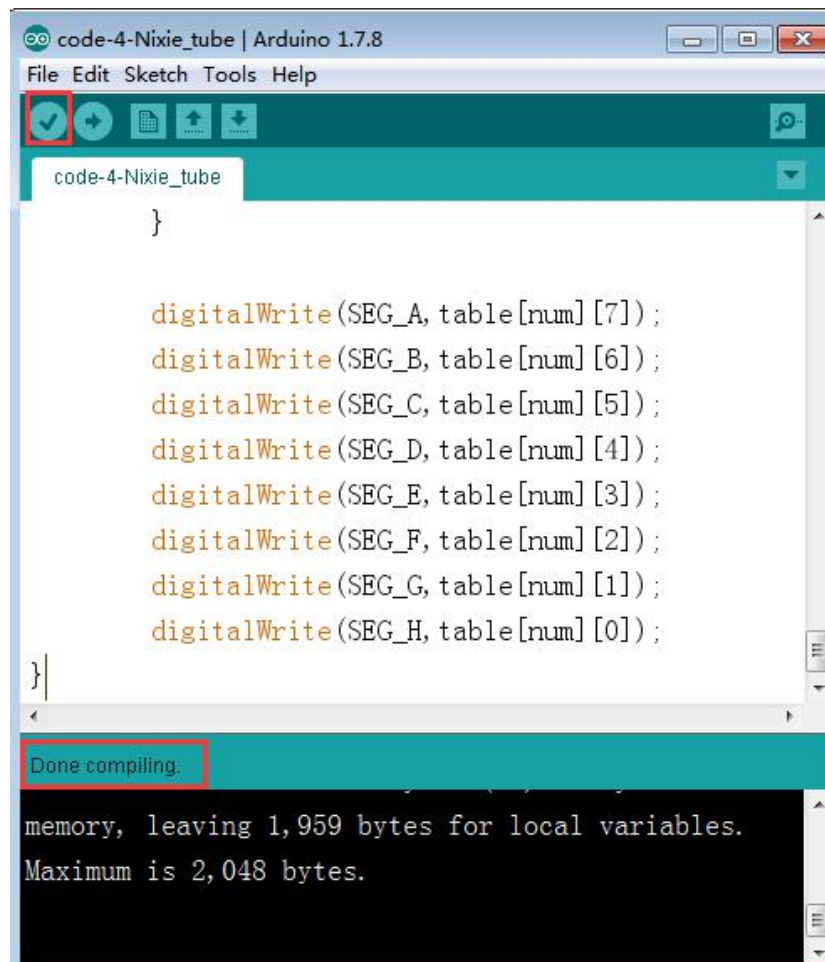 code-4-Nixie_tube | Arduino 1.7.8
File Edit Sketch Tools Help
code-4-Nixie_tube
}
digitalWrite(SEG_A,table[num][7]);
digitalWrite(SEG_B,table[num][6]);
digitalWrite(SEG_C,table[num][5]);
digitalWrite(SEG_D,table[num][4]);
digitalWrite(SEG_E,table[num][3]);
digitalWrite(SEG_F,table[num][2]);
digitalWrite(SEG_G,table[num][1]);
digitalWrite(SEG_H,table[num][0]);
}
Done compiling.
memory, leaving 1,959 bytes for local variables.
Maximum is 2,048 bytes.